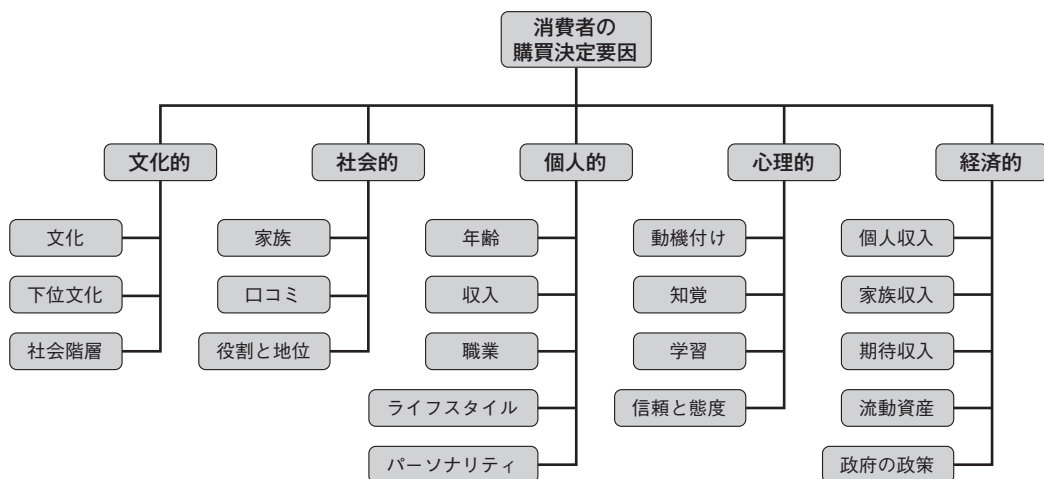 消費者の
購買決定要因
文化的
社会的
個人的
心理的
経済的
文化
家族
年齢
動機付け
個人収入
下位文化
口コミ
収入
知覚
家族収入
社会階層
役割と地位
職業
学習
期待収入
ライフスタイル
信頼と態度
流動資産
パーソナリティ
政府の政策